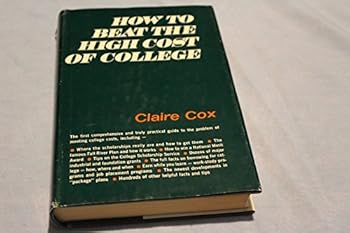 HOW TO
BEAT THE
HIGH COST
OF COLLEGE
Claire Cox
The first comprehensive and truly practical guide to the problem of
meeting college costs, including —
• Where the scholarships really are and how to get them • The
famous Fall River Plan and how it works • How to win a National Merit
Award • Tips on the College Scholarship Service • Dozens of major
industrial and foundation grants • The full facts on borrowing for col-
lege — how, where and when • Earn while you learn — work-study pro-
grams and job placement programs • The newest developments in
"package" plans • Hundreds of other helpful facts and tips